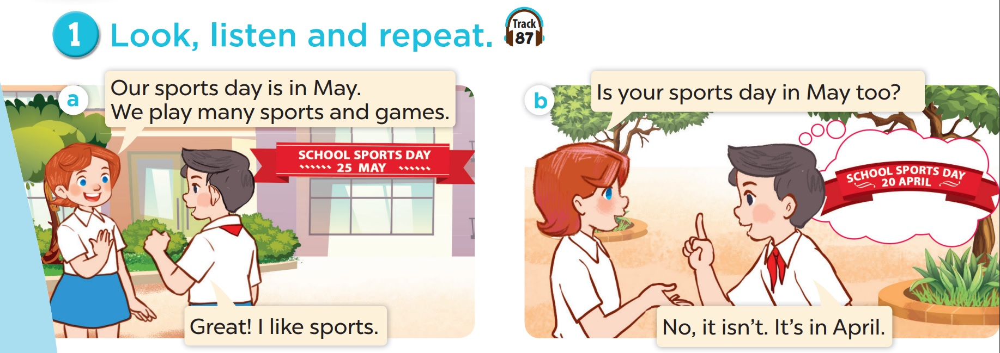 1 Look, listen and repeat.
Track
87
a
Our sports day is in May.
We play many sports and games.
SCHOOL SPORTS DAY
25 MAY
Great! I like sports.
b
Is your sports day in May too?
SCHOOL SPORTS DAY
20 APRIL
No, it isn't. It's in April.